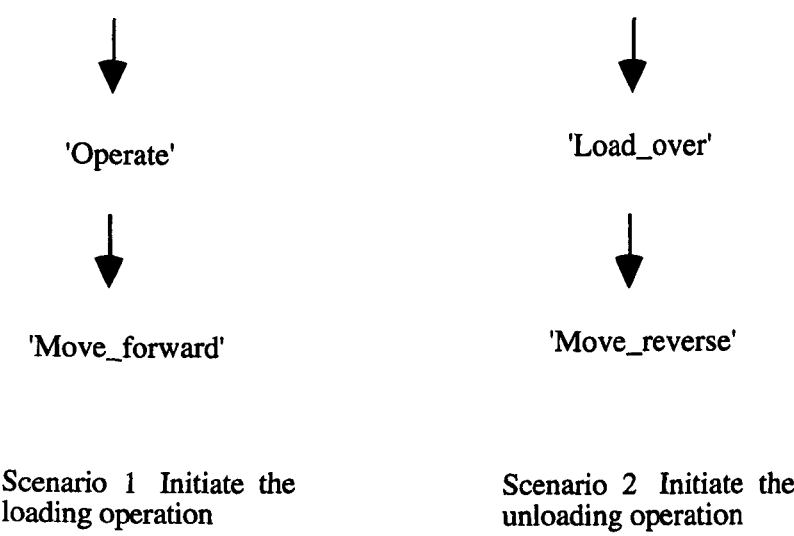 'Operate'
'Move_forward'
Scenario 1 Initiate the
loading operation
'Load_over'
'Move_reverse'
Scenario 2 Initiate the
unloading operation